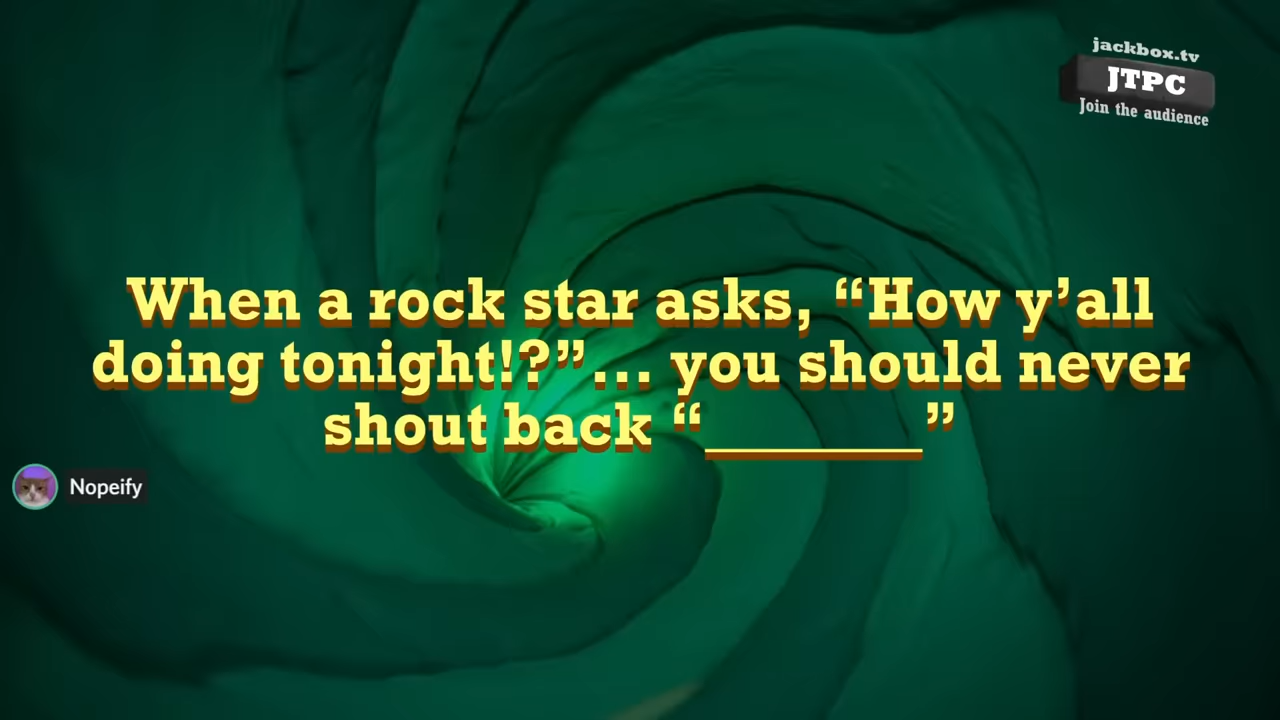 jackbox.tv
JTPC
Join the audience
When a rock star asks, “How y’all
doing tonight!?”... you should never
shout back “________”
Nopeify